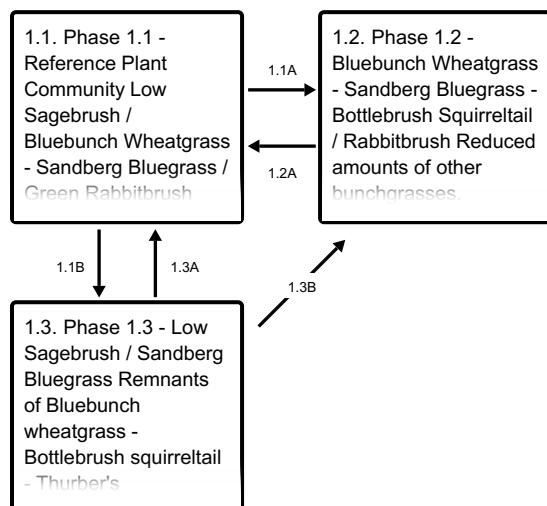 1.1. Phase 1.1 -
Reference Plant
Community Low
Sagebrush /
Bluebunch Wheatgrass
- Sandberg Bluegrass /
Green Rabbitbrush
1.1A
1.2A
1.2. Phase 1.2 -
Bluebunch Wheatgrass
- Sandberg Bluegrass -
Bottlebrush Squirreltail
/ Rabbitbrush Reduced
amounts of other
bunchgrasses.
1.1B
1.3A
1.3B
1.3. Phase 1.3 - Low
Sagebrush / Sandberg
Bluegrass Remnants
of Bluebunch
wheatgrass -
Bottlebrush squirreltail
- Thurber's